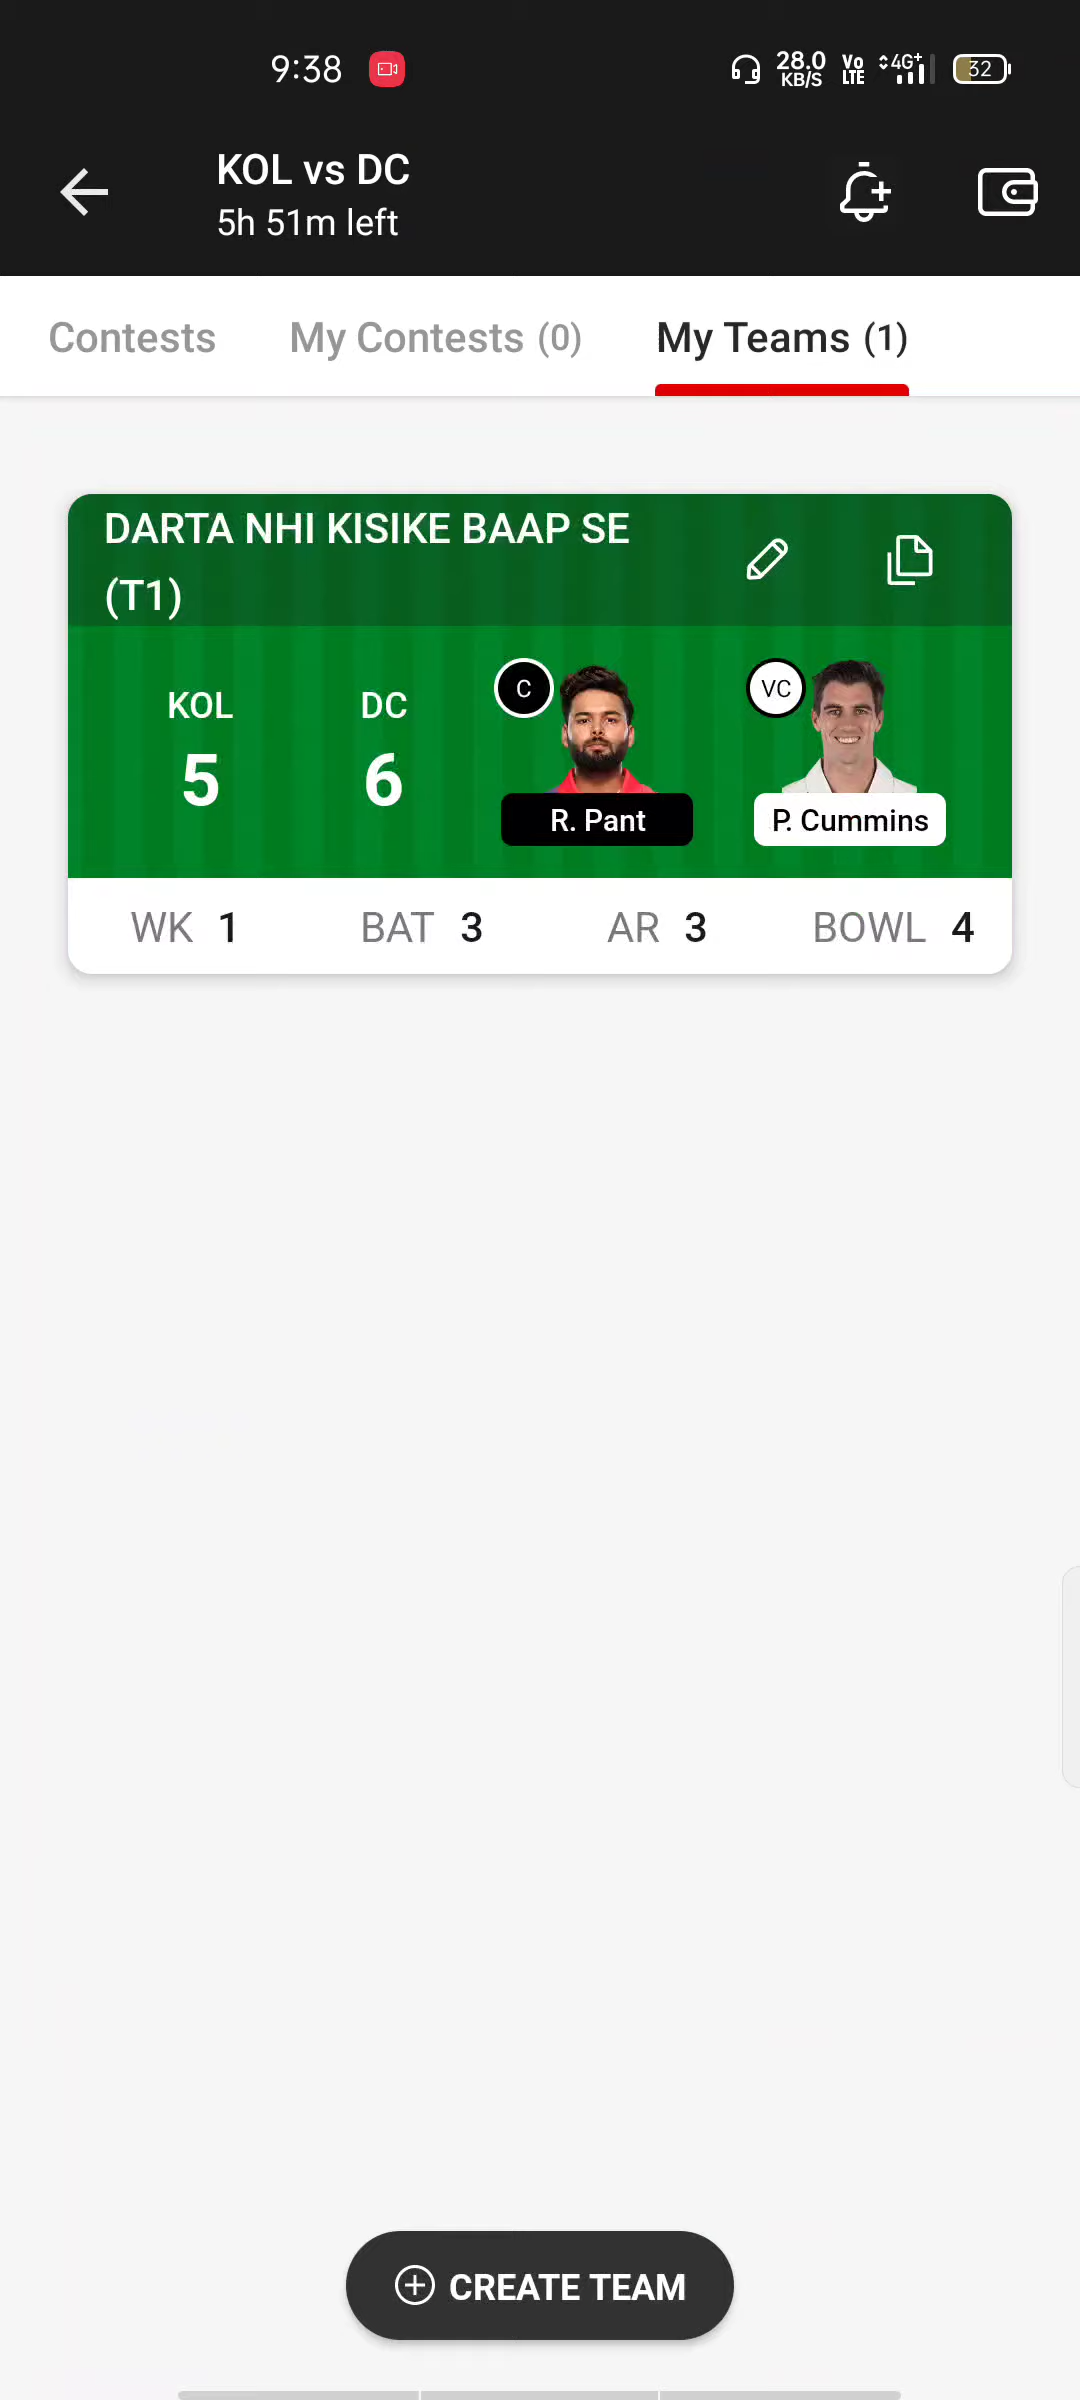 9:38 28.0 KB/S Vo LTE 4G+ 32
KOL vs DC
5h 51m left
Contests My Contests (0) My Teams (1)
DARTA NHI KISIKE BAAP SE
(T1)
C VC
KOL DC
5 6
R. Pant P. Cummins
WK 1 BAT 3 AR 3 BOWL 4
CREATE TEAM